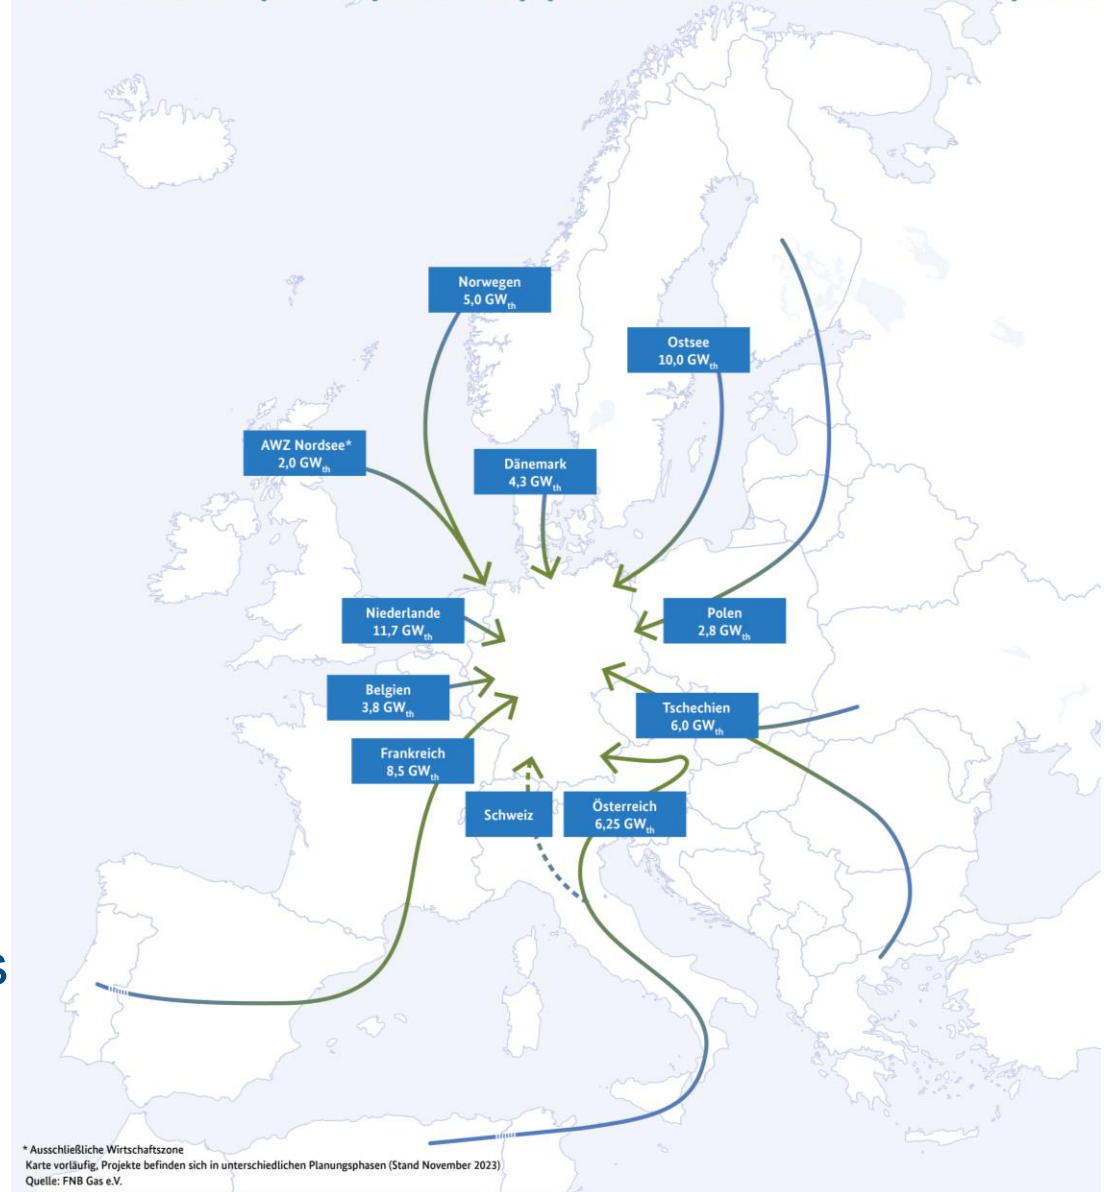 Norwegen
5,0 GWth
Ostsee
10,0 GWth
AWZ Nordsee*
2,0 GWth
Dänemark
4,3 GWth
Niederlande
11,7 GWth
Polen
2,8 GWth
Belgien
3,8 GWth
Tschechien
6,0 GWth
Frankreich
8,5 GWth
Schweiz
Österreich
6,25 GWth
s
* Ausschließliche Wirtschaftszone
Karte vorläufig, Projekte befinden sich in unterschiedlichen Planungsphasen (Stand November 2023)
Quelle: FNB Gas e.V.